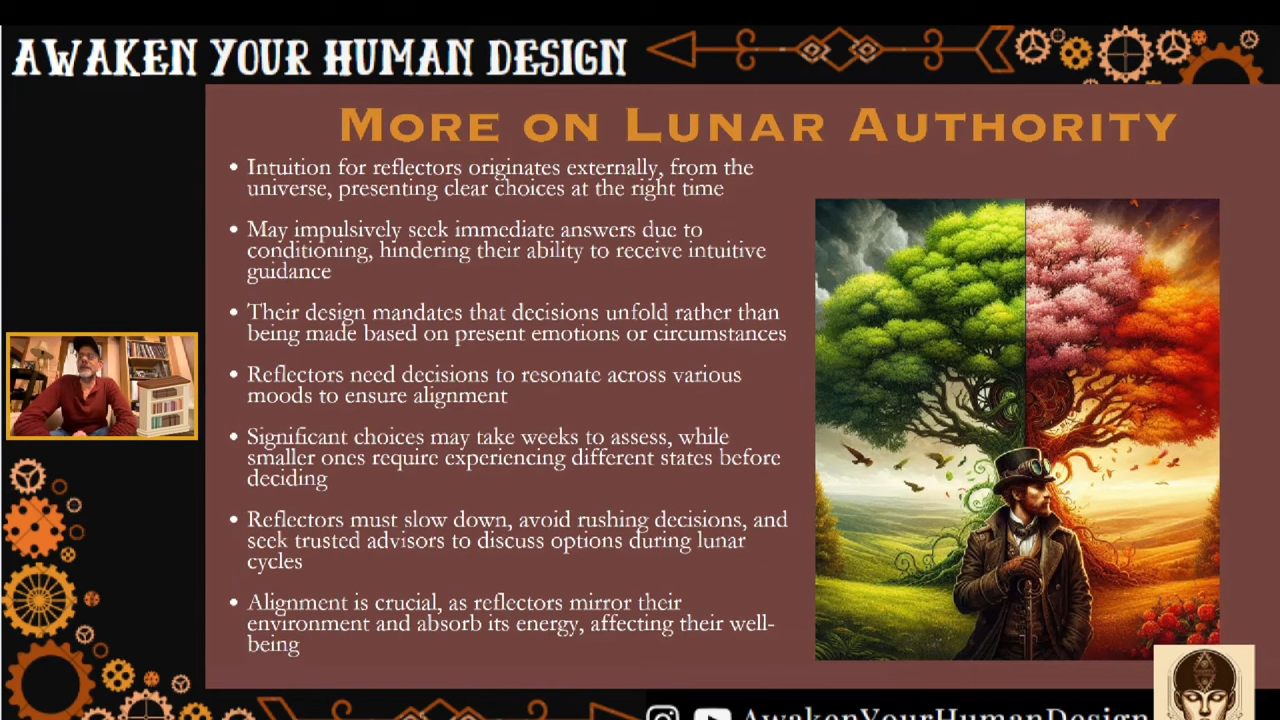 AWAKEN YOUR HUMAN DESIGN
MORE ON LUNAR AUTHORITY
• Intuition for reflectors originates externally, from the
universe, presenting clear choices at the right time
• May impulsively seek immediate answers due to
conditioning, hindering their ability to receive intuitive
guidance
• Their design mandates that decisions unfold rather than
being made based on present emotions or circumstances
• Reflectors need decisions to resonate across various
moods to ensure alignment
• Significant choices may take weeks to assess, while
smaller ones require experiencing different states before
deciding
• Reflectors must slow down, avoid rushing decisions, and
seek trusted advisors to discuss options during lunar
cycles
• Alignment is crucial, as reflectors mirror their
environment and absorb its energy, affecting their well-
being
AwakenYourHumanDesign